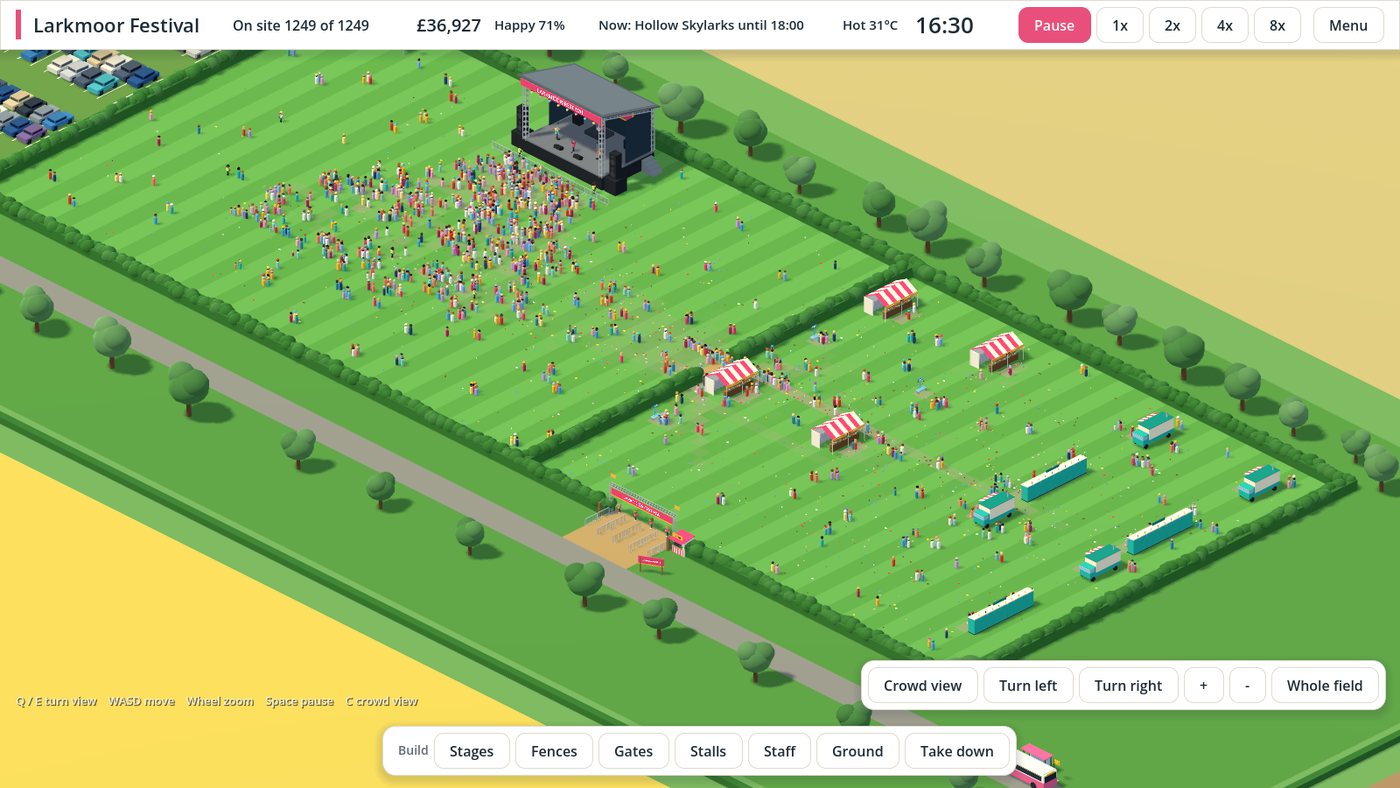 Larkmoor Festival
On site 1249 of 1249
£36,927
Happy 71%
Now: Hollow Skylarks until 18:00
Hot 31°C
16:30
Pause
1x
2x
4x
8x
Menu
Crowd view
Turn left
Turn right
+
-
Whole field
Q / E turn view
WASD move
Wheel zoom
Space pause
C crowd view
Build
Stages
Fences
Gates
Stalls
Staff
Ground
Take down